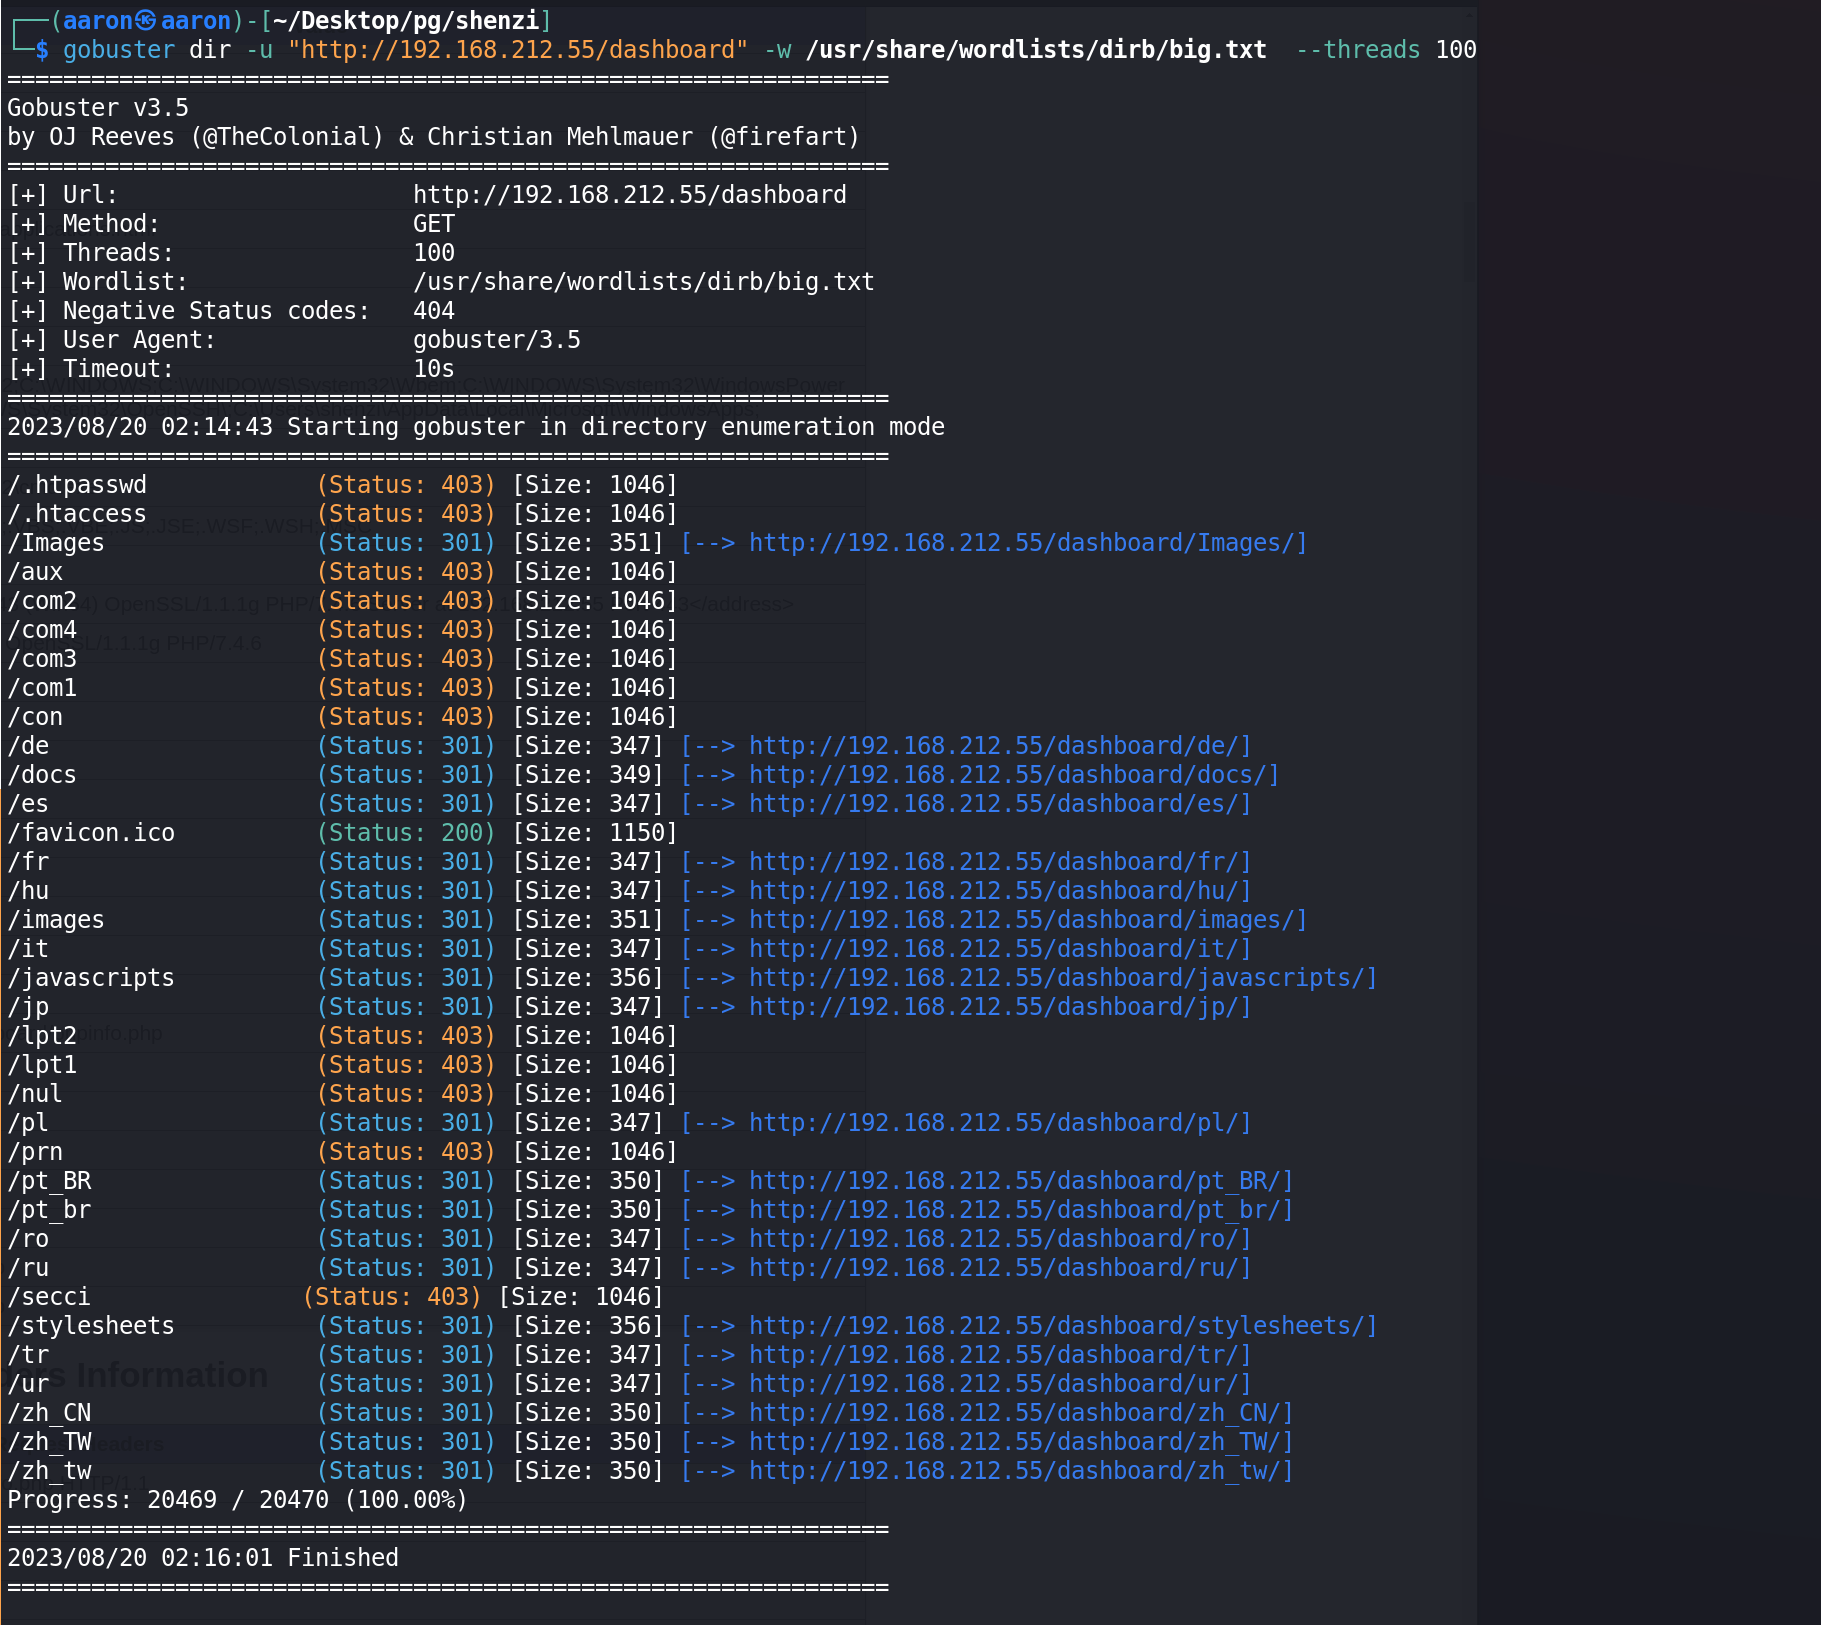 ┌──(aaron㉿aaron)-[~/Desktop/pg/shenzi]
└─$ gobuster dir -u "http://192.168.212.55/dashboard" -w /usr/share/wordlists/dirb/big.txt  --threads 100
===============================================================
Gobuster v3.5
by OJ Reeves (@TheColonial) & Christian Mehlmauer (@firefart)
===============================================================
[+] Url:                     http://192.168.212.55/dashboard
[+] Method:                  GET
[+] Threads:                 100
[+] Wordlist:                /usr/share/wordlists/dirb/big.txt
[+] Negative Status codes:   404
[+] User Agent:              gobuster/3.5
[+] Timeout:                 10s
===============================================================
2023/08/20 02:14:43 Starting gobuster in directory enumeration mode
===============================================================
/.htpasswd            (Status: 403) [Size: 1046]
/.htaccess            (Status: 403) [Size: 1046]
/Images               (Status: 301) [Size: 351] [--> http://192.168.212.55/dashboard/Images/]
/aux                  (Status: 403) [Size: 1046]
/com2                 (Status: 403) [Size: 1046]
/com4                 (Status: 403) [Size: 1046]
/com3                 (Status: 403) [Size: 1046]
/com1                 (Status: 403) [Size: 1046]
/con                  (Status: 403) [Size: 1046]
/de                   (Status: 301) [Size: 347] [--> http://192.168.212.55/dashboard/de/]
/docs                 (Status: 301) [Size: 349] [--> http://192.168.212.55/dashboard/docs/]
/es                   (Status: 301) [Size: 347] [--> http://192.168.212.55/dashboard/es/]
/favicon.ico          (Status: 200) [Size: 1150]
/fr                   (Status: 301) [Size: 347] [--> http://192.168.212.55/dashboard/fr/]
/hu                   (Status: 301) [Size: 347] [--> http://192.168.212.55/dashboard/hu/]
/images               (Status: 301) [Size: 351] [--> http://192.168.212.55/dashboard/images/]
/it                   (Status: 301) [Size: 347] [--> http://192.168.212.55/dashboard/it/]
/javascripts          (Status: 301) [Size: 356] [--> http://192.168.212.55/dashboard/javascripts/]
/jp                   (Status: 301) [Size: 347] [--> http://192.168.212.55/dashboard/jp/]
/lpt2                 (Status: 403) [Size: 1046]
/lpt1                 (Status: 403) [Size: 1046]
/nul                  (Status: 403) [Size: 1046]
/pl                   (Status: 301) [Size: 347] [--> http://192.168.212.55/dashboard/pl/]
/prn                  (Status: 403) [Size: 1046]
/pt_BR                (Status: 301) [Size: 350] [--> http://192.168.212.55/dashboard/pt_BR/]
/pt_br                (Status: 301) [Size: 350] [--> http://192.168.212.55/dashboard/pt_br/]
/ro                   (Status: 301) [Size: 347] [--> http://192.168.212.55/dashboard/ro/]
/ru                   (Status: 301) [Size: 347] [--> http://192.168.212.55/dashboard/ru/]
/secci               (Status: 403) [Size: 1046]
/stylesheets          (Status: 301) [Size: 356] [--> http://192.168.212.55/dashboard/stylesheets/]
/tr                   (Status: 301) [Size: 347] [--> http://192.168.212.55/dashboard/tr/]
/ur                   (Status: 301) [Size: 347] [--> http://192.168.212.55/dashboard/ur/]
/zh_CN                (Status: 301) [Size: 350] [--> http://192.168.212.55/dashboard/zh_CN/]
/zh_TW                (Status: 301) [Size: 350] [--> http://192.168.212.55/dashboard/zh_TW/]
/zh_tw                (Status: 301) [Size: 350] [--> http://192.168.212.55/dashboard/zh_tw/]
Progress: 20469 / 20470 (100.00%)
===============================================================
2023/08/20 02:16:01 Finished
===============================================================